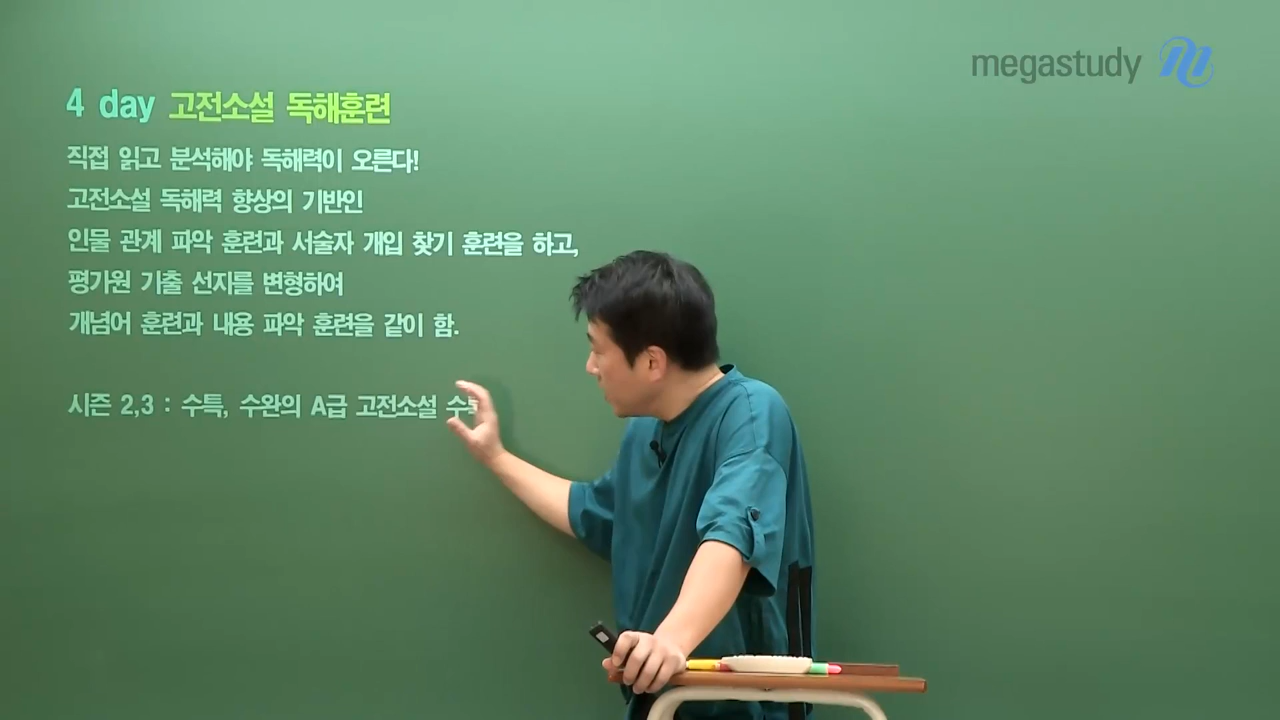 megastudy
4 day 고전소설 독해훈련
직접 읽고 분석해야 독해력이 오른다!
고전소설 독해력 향상의 기반인
인물 관계 파악 훈련과 서술자 개입 찾기 훈련을 하고,
평가원 기출 선지를 변형하여
개념어 훈련과 내용 파악 훈련을 같이 함.
시즌 2,3 : 수특, 수완의 A급 고전소설